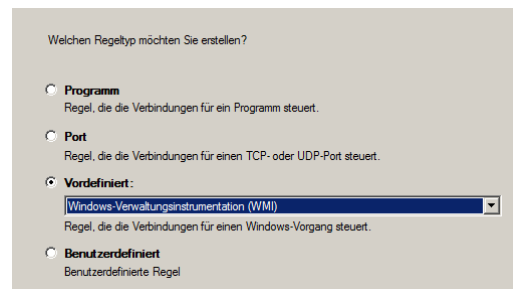 Welchen Regeltyp möchten Sie erstellen?
Programm
Regel, die die Verbindungen für ein Programm steuert.
Port
Regel, die die Verbindungen für einen TCP- oder UDP-Port steuert.
Vordefiniert:
Windows-Verwaltungsinstrumentation (WMI)
Regel, die die Verbindungen für einen Windows-Vorgang steuert.
Benutzerdefiniert
Benutzerdefinierte Regel